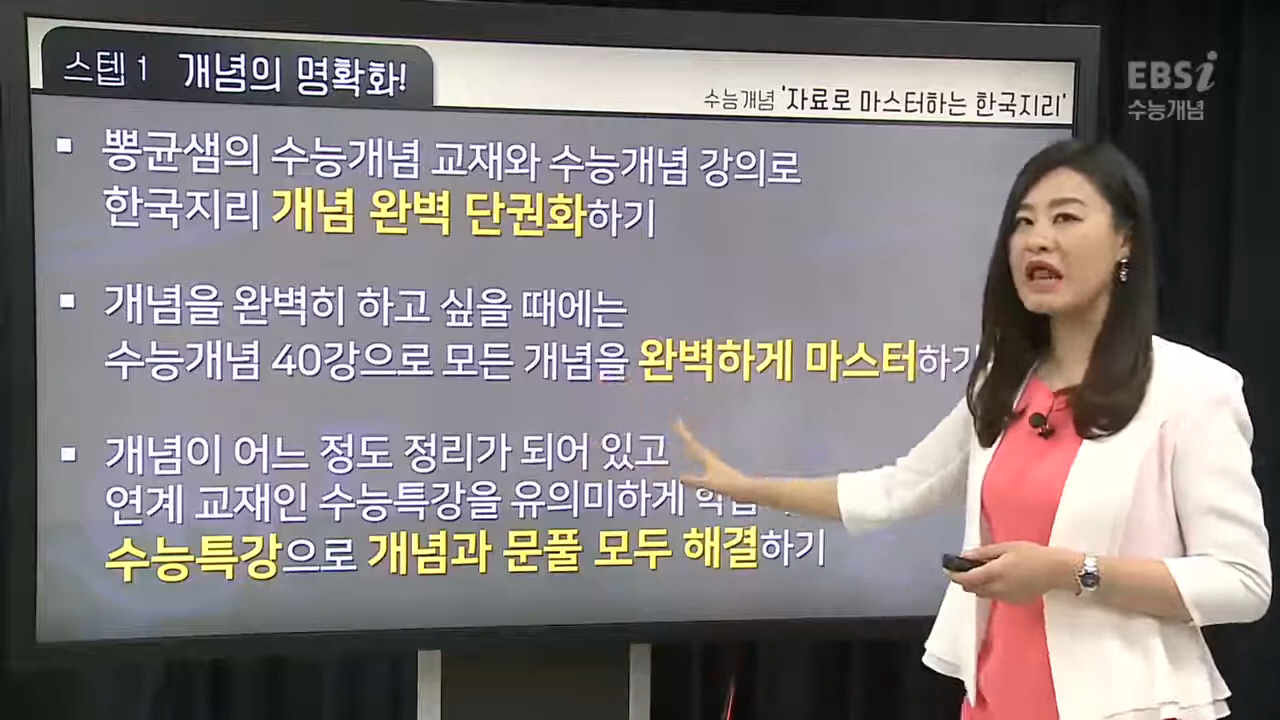 스텝 1 개념의 명확화!
수능개념 '자료로 마스터하는 한국지리'
EBSi
수능개념
▪ 뽕균샘의 수능개념 교재와 수능개념 강의로
한국지리 개념 완벽 단권화하기
▪ 개념을 완벽히 하고 싶을 때에는
수능개념 40강으로 모든 개념을 완벽하게 마스터하기
▪ 개념이 어느 정도 정리가 되어 있고
연계 교재인 수능특강을 유의미하게
수능특강으로 개념과 문풀 모두 해결하기